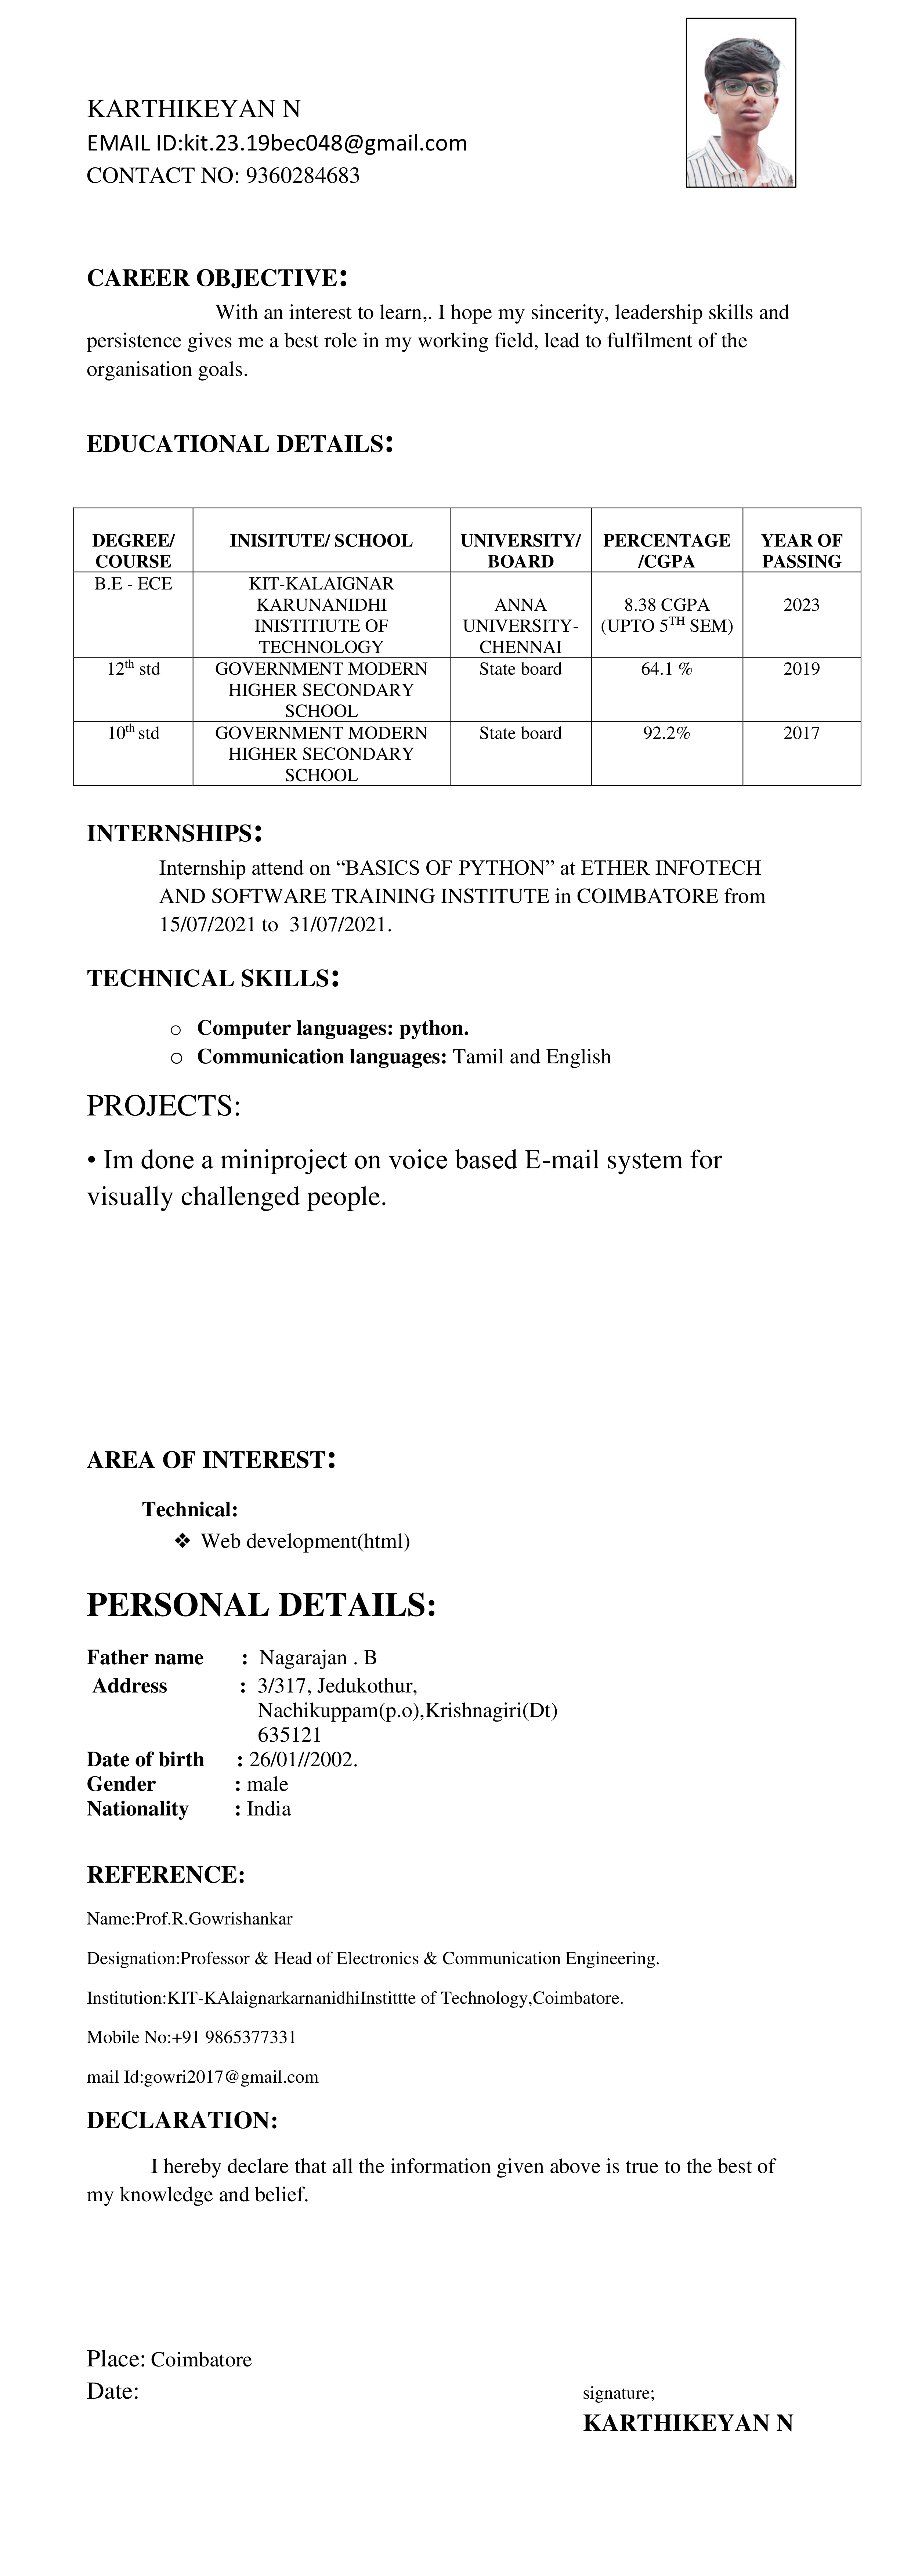 KARTHIKEYAN N
EMAIL ID:kit.23.19bec048@gmail.com
CONTACT NO: 9360284683
CAREER OBJECTIVE:
With an interest to learn,. I hope my sincerity, leadership skills and
persistence gives me a best role in my working field, lead to fulfilment of the
organisation goals.
EDUCATIONAL DETAILS:
DEGREE/
COURSE
INISITUTE/ SCHOOL
UNIVERSITY/
BOARD
PERCENTAGE
/CGPA
YEAR OF
PASSING
B.E - ECE
KIT-KALAIGNAR
KARUNANIDHI
INISTITIUTE OF
TECHNOLOGY
ANNA
UNIVERSITY-
CHENNAI
8.38 CGPA
(UPTO 5TH SEM)
2023
12th std
GOVERNMENT MODERN
HIGHER SECONDARY
SCHOOL
State board
64.1 %
2019
10th std
GOVERNMENT MODERN
HIGHER SECONDARY
SCHOOL
State board
92.2%
2017
INTERNSHIPS:
Internship attend on “BASICS OF PYTHON” at ETHER INFOTECH
AND SOFTWARE TRAINING INSTITUTE in COIMBATORE from
15/07/2021 to 31/07/2021.
TECHNICAL SKILLS:
o Computer languages: python.
o Communication languages: Tamil and English
PROJECTS:
• Im done a miniproject on voice based E-mail system for
visually challenged people.
AREA OF INTEREST:
Technical:
❖ Web development(html)
PERSONAL DETAILS:
Father name : Nagarajan . B
Address : 3/317, Jedukothur,
Nachikuppam(p.o),Krishnagiri(Dt)
635121
Date of birth : 26/01//2002.
Gender : male
Nationality : India
REFERENCE:
Name:Prof.R.Gowrishankar
Designation:Professor & Head of Electronics & Communication Engineering.
Institution:KIT-KAlaignarkarnanidhiInstittte of Technology,Coimbatore.
Mobile No:+91 9865377331
mail Id:gowri2017@gmail.com
DECLARATION:
I hereby declare that all the information given above is true to the best of
my knowledge and belief.
Place: Coimbatore
Date:
signature;
KARTHIKEYAN N